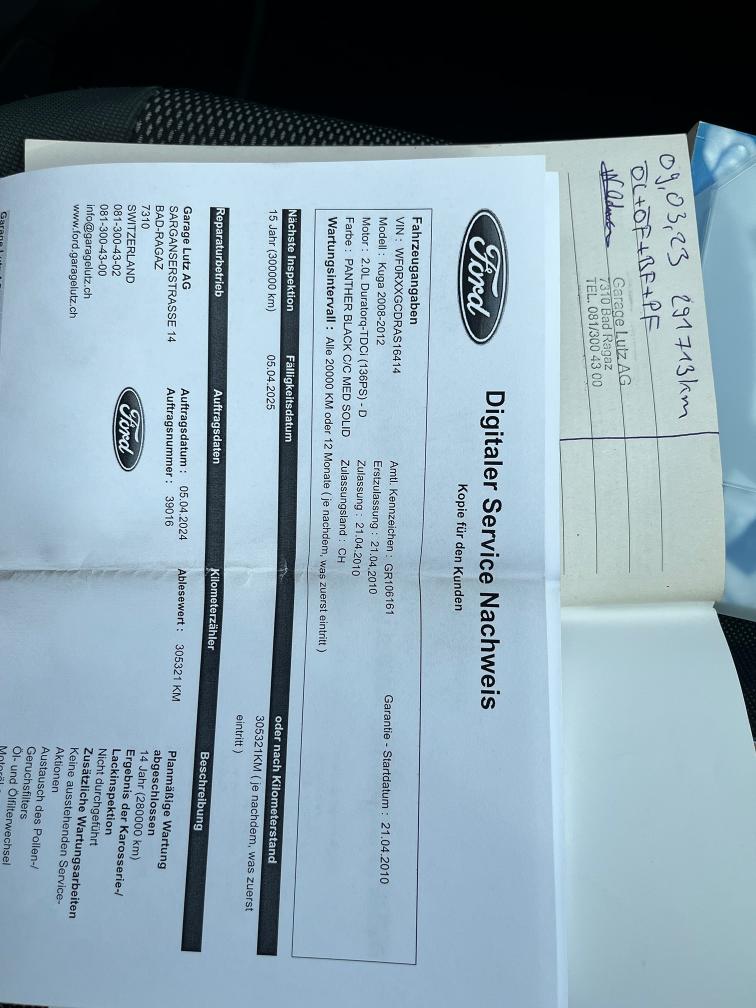 09,03,23 291713km
OC+OF+BF+PF
Garage Lutz AG
7310 Bad Ragaz
TEL. 081/300 43 00
Ford
Digitaler Service Nachweis
Kopie für den Kunden
Fahrzeugangaben
VIN : WF0RXXGCDRAS16414 Amtl. Kennzeichen : GR106161 Garantie - Startdatum : 21.04.2010
Modell : Kuga 2008-2012 Erstzulassung : 21.04.2010
Motor : 2.0L Duratorq-TDCi (136PS) - D Zulassung : 21.04.2010
Farbe : PANTHER BLACK C/C MED SOLID Zulassungsland : CH
Wartungsintervall : Alle 20000 KM oder 12 Monate ( je nachdem, was zuerst eintritt )
Nächste Inspektion Fälligkeitsdatum oder nach Kilometerstand
15 Jahr (300000 km) 05.04.2025 305321KM ( je nachdem, was zuerst
eintritt )
Reparaturbetrieb Auftragsdaten Kilometerzähler Beschreibung
Garage Lutz AG Auftragsdatum : 05.04.2024 Ablesewert : 305321 KM Planmäßige Wartung
SARGANSERSTRASSE 14 Auftragsnummer : 39016 abgeschlossen
BAD-RAGAZ 14 Jahr (280000 km)
7310 Ergebnis der Karosserie-/
SWITZERLAND Lackinspektion
081-300-43-02 Nicht durchgeführt
081-300-43-00 Zusätzliche Wartungsarbeiten
info@garagelutz.ch Keine ausstehenden Service-
www.ford.garagelutz.ch Aktionen
Ford
Austausch des Pollen-/
Geruchsfilters
Öl- und Ölfilterwechsel